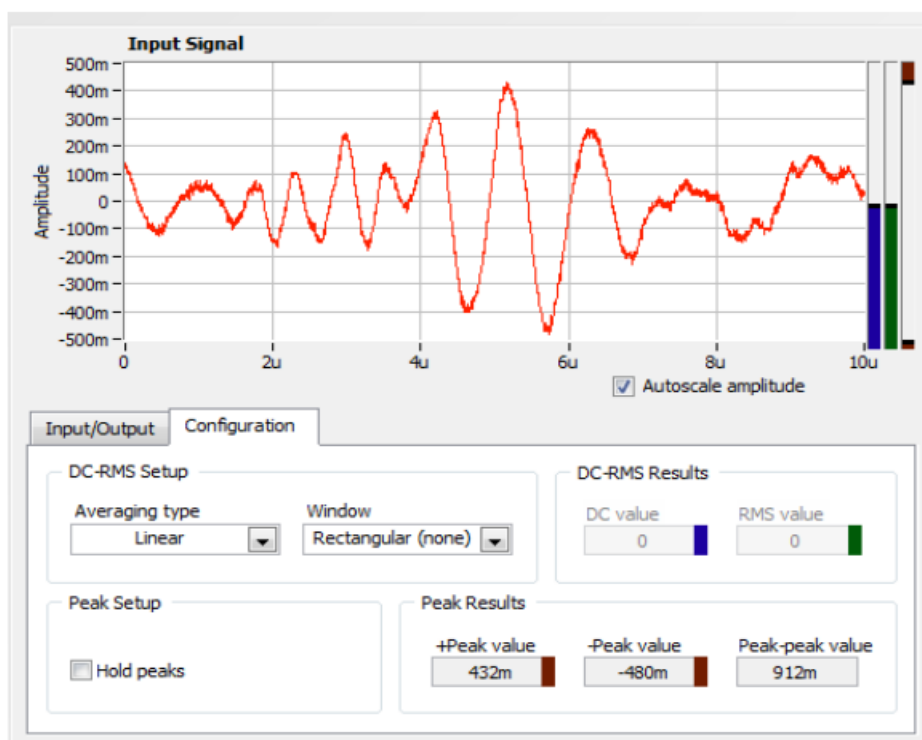 Input Signal
500m
400m
300m
200m
100m
0
-100m
-200m
-300m
-400m
-500m
Amplitude
0 2u 4u 6u 8u 10u
Autoscale amplitude
Input/Output Configuration
DC-RMS Setup
Averaging type Window
Linear Rectangular (none)
DC-RMS Results
DC value RMS value
0 0
Peak Setup
Hold peaks
Peak Results
+Peak value -Peak value Peak-peak value
432m -480m 912m